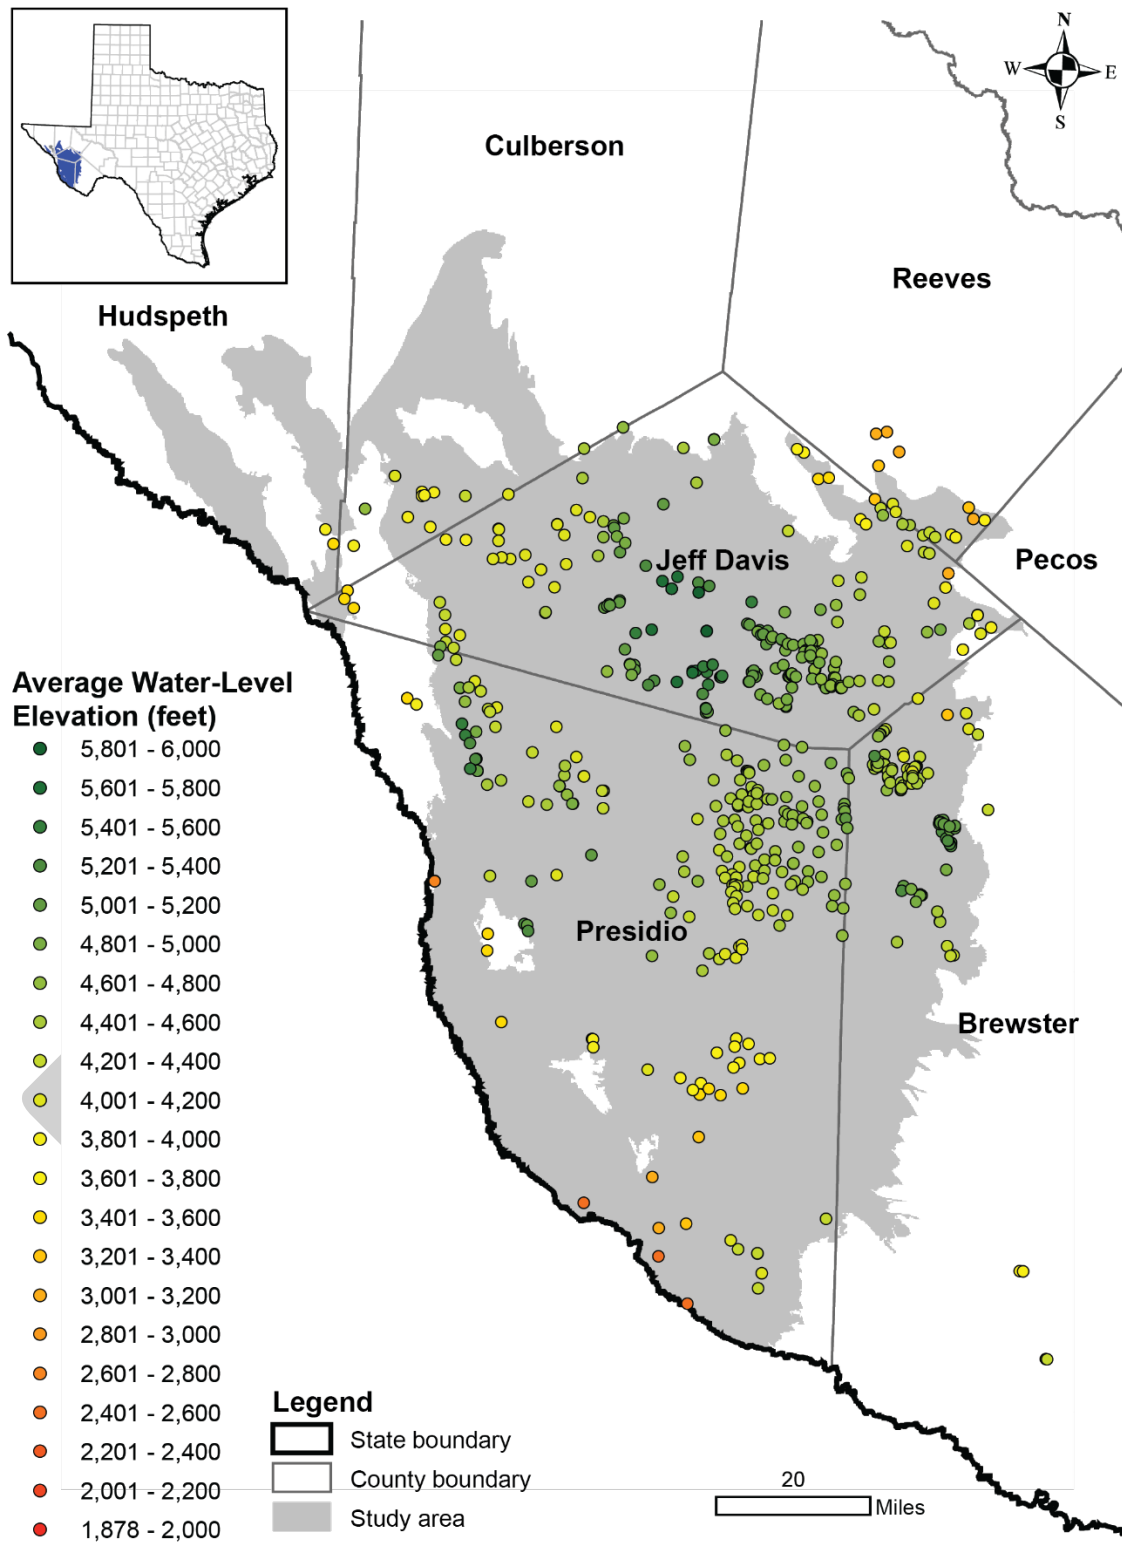 N
W
E
S
Culberson
Reeves
Hudspeth
Jeff Davis
Pecos
Presidio
Brewster
Average Water-Level
Elevation (feet)
5,801 - 6,000
5,601 - 5,800
5,401 - 5,600
5,201 - 5,400
5,001 - 5,200
4,801 - 5,000
4,601 - 4,800
4,401 - 4,600
4,201 - 4,400
4,001 - 4,200
3,801 - 4,000
3,601 - 3,800
3,401 - 3,600
3,201 - 3,400
3,001 - 3,200
2,801 - 3,000
2,601 - 2,800
2,401 - 2,600
2,201 - 2,400
2,001 - 2,200
1,878 - 2,000
Legend
State boundary
County boundary
Study area
20
Miles